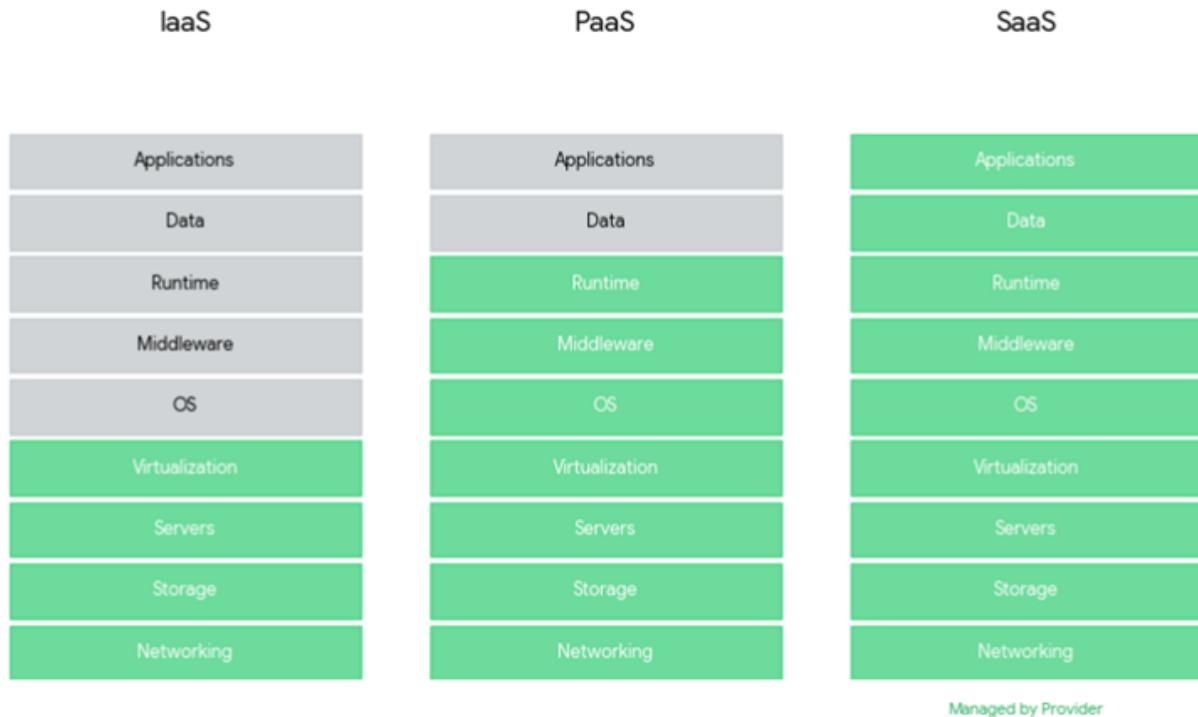 IaaS
PaaS
SaaS
Applications
Applications
Applications
Data
Data
Data
Runtime
Runtime
Runtime
Middleware
Middleware
Middleware
OS
OS
OS
Virtualization
Virtualization
Virtualization
Servers
Servers
Servers
Storage
Storage
Storage
Networking
Networking
Networking
Managed by Provider